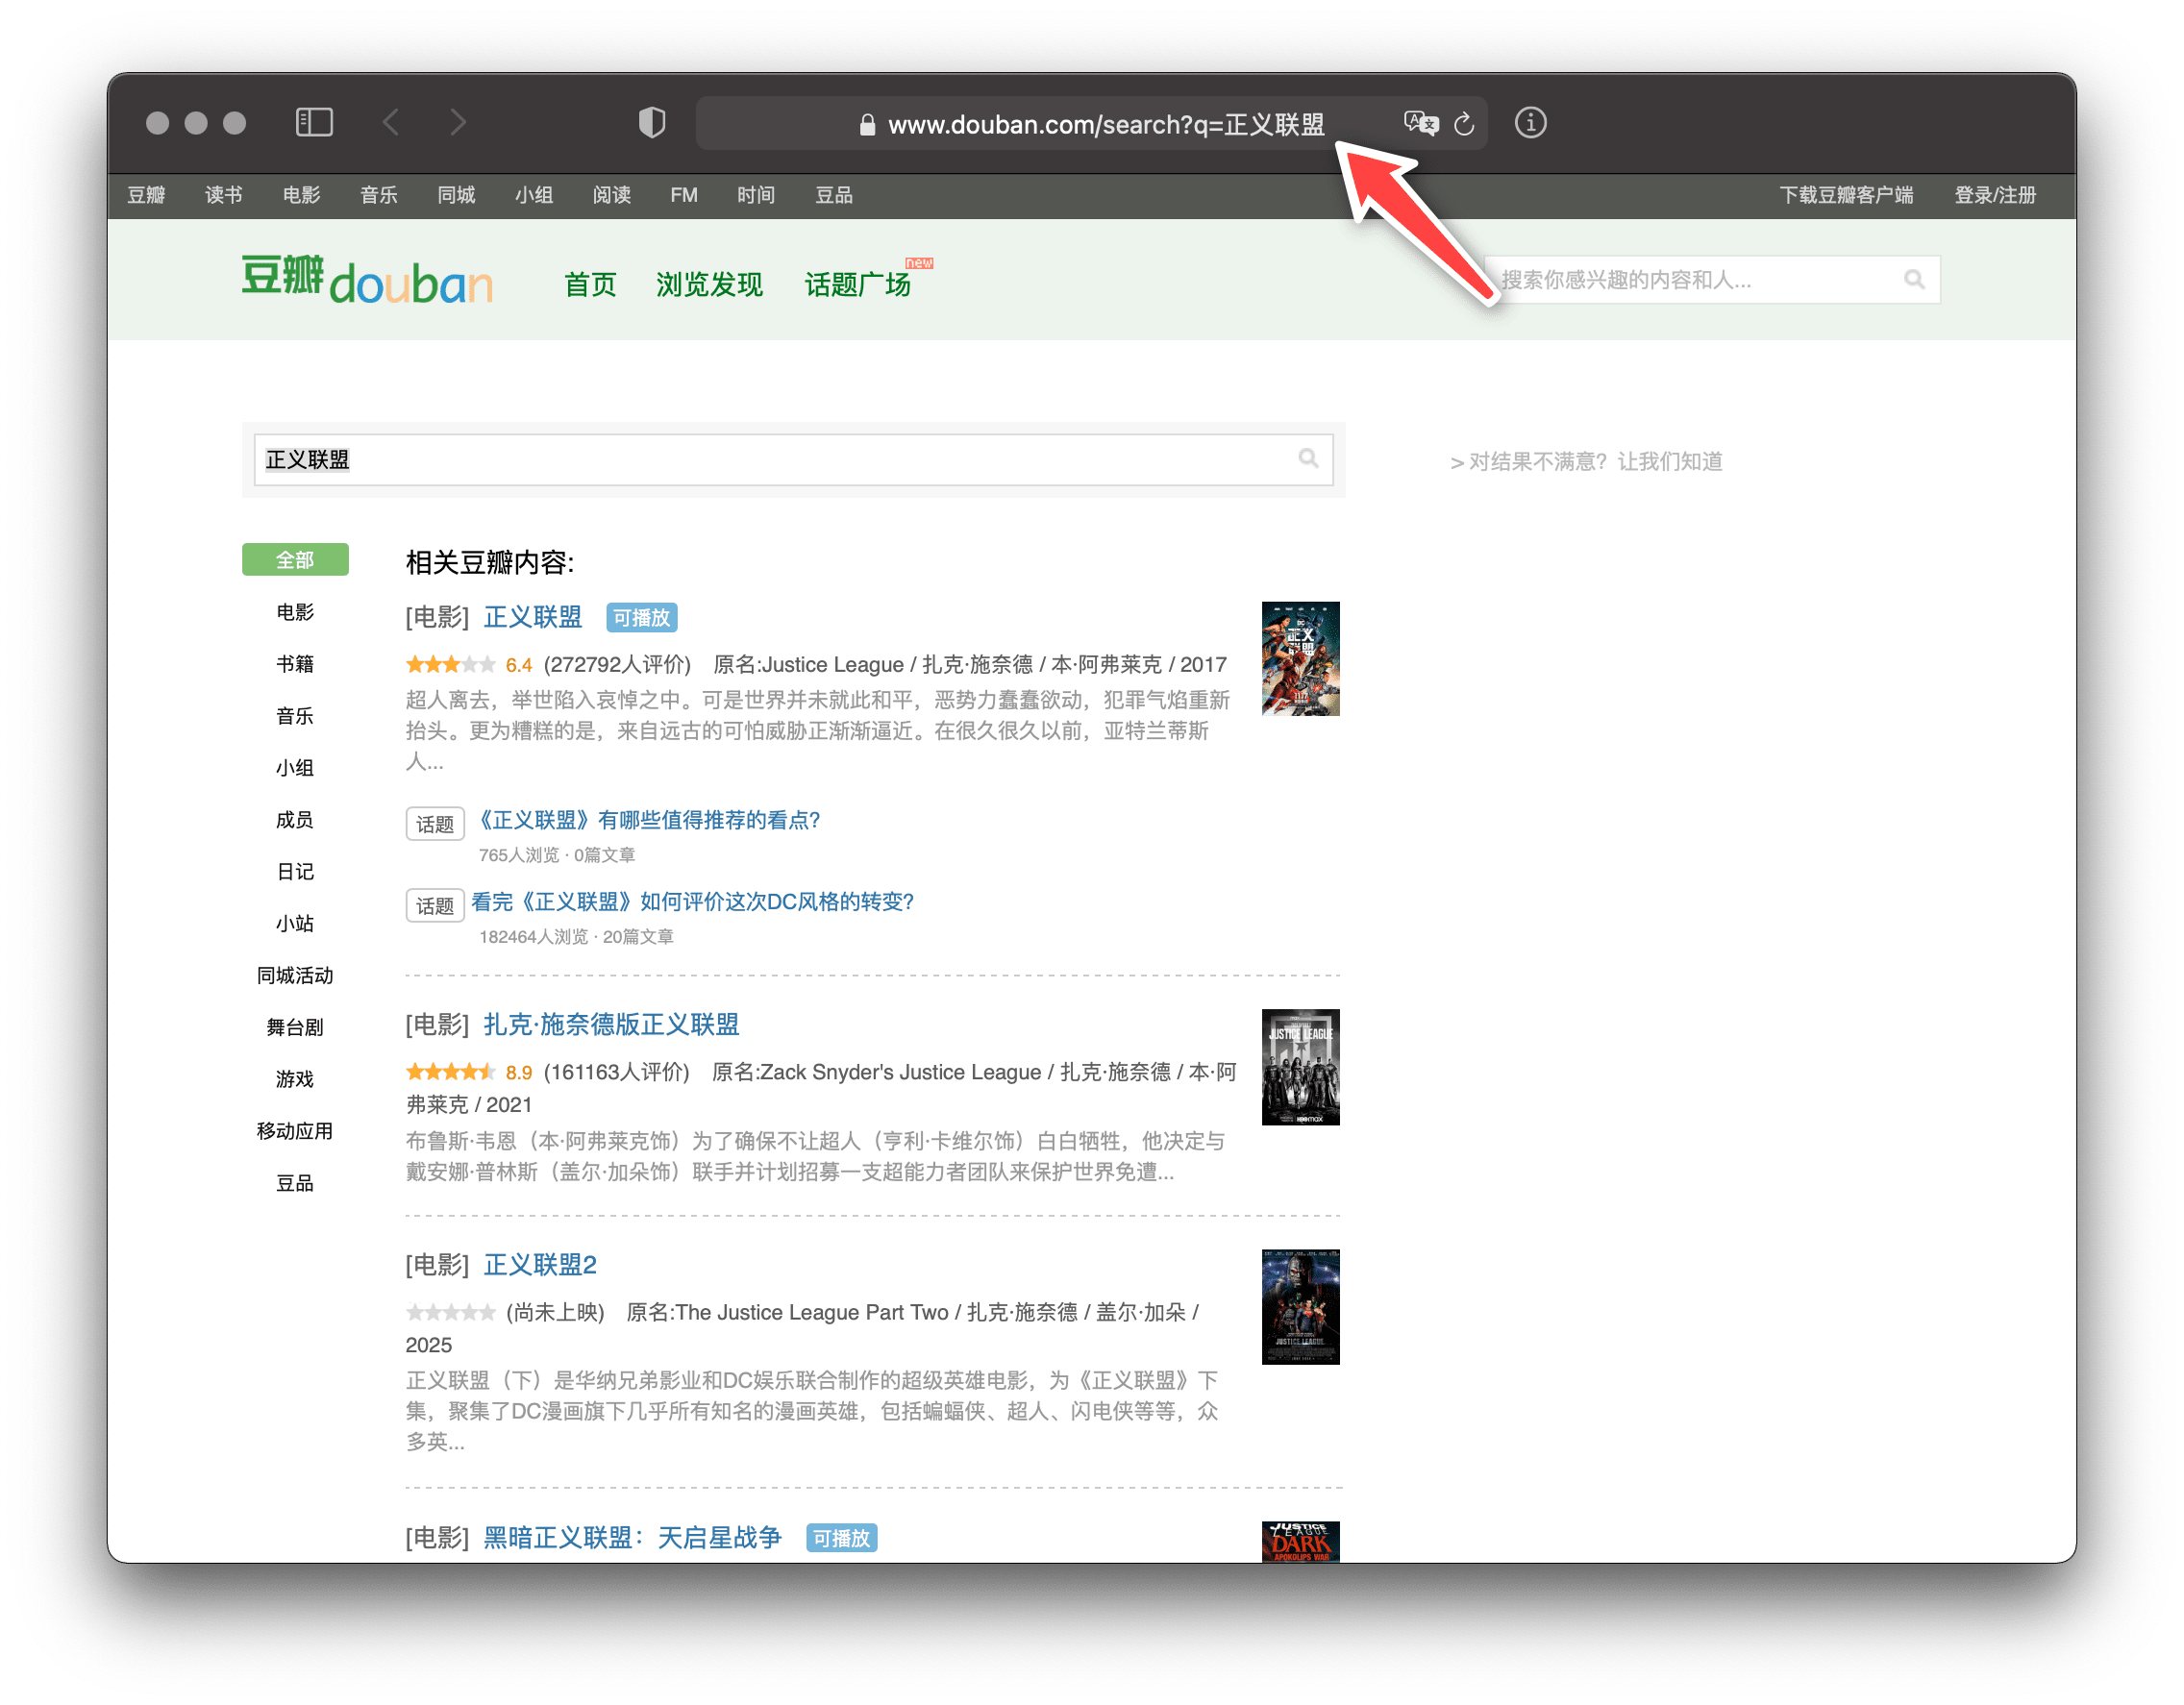 www.douban.com/search?q=正义联盟
豆瓣 读书 电影 音乐 同城 小组 阅读 FM 时间 豆品 下载豆瓣客户端 登录/注册
豆瓣douban 首页 浏览发现 话题广场 new 搜索你感兴趣的内容和人...
正义联盟
> 对结果不满意? 让我们知道
全部
电影
书籍
音乐
小组
成员
日记
小站
同城活动
舞台剧
游戏
移动应用
豆品
相关豆瓣内容:
[电影] 正义联盟 可播放
6.4 (272792人评价) 原名:Justice League / 扎克·施奈德 / 本·阿弗莱克 / 2017
超人离去，举世陷入哀悼之中。可是世界并未就此和平，恶势力蠢蠢欲动，犯罪气焰重新
抬头。更为糟糕的是，来自远古的可怕威胁正渐渐逼近。在很久很久以前，亚特兰蒂斯
人...
正义
联盟
话题 《正义联盟》有哪些值得推荐的看点?
765人浏览 · 0篇文章
话题 看完《正义联盟》如何评价这次DC风格的转变?
182464人浏览 · 20篇文章
[电影] 扎克·施奈德版正义联盟
8.9 (161163人评价) 原名:Zack Snyder's Justice League / 扎克·施奈德 / 本·阿
弗莱克 / 2021
布鲁斯·韦恩（本·阿弗莱克饰）为了确保不让超人（亨利·卡维尔饰）白白牺牲，他决定与
戴安娜·普林斯（盖尔·加朵饰）联手并计划招募一支超能力者团队来保护世界免遭...
JUSTICE LEAGUE
HBOmax
[电影] 正义联盟2
(尚未上映) 原名:The Justice League Part Two / 扎克·施奈德 / 盖尔·加朵 /
2025
正义联盟（下）是华纳兄弟影业和DC娱乐联合制作的超级英雄电影，为《正义联盟》下
集，聚集了DC漫画旗下几乎所有知名的漫画英雄，包括蝙蝠侠、超人、闪电侠等等，众
多英...
JUSTICE LEAGUE
[电影] 黑暗正义联盟：天启星战争 可播放
JUSTICE
LEAGUE
DARK
APOKOLIPS WAR